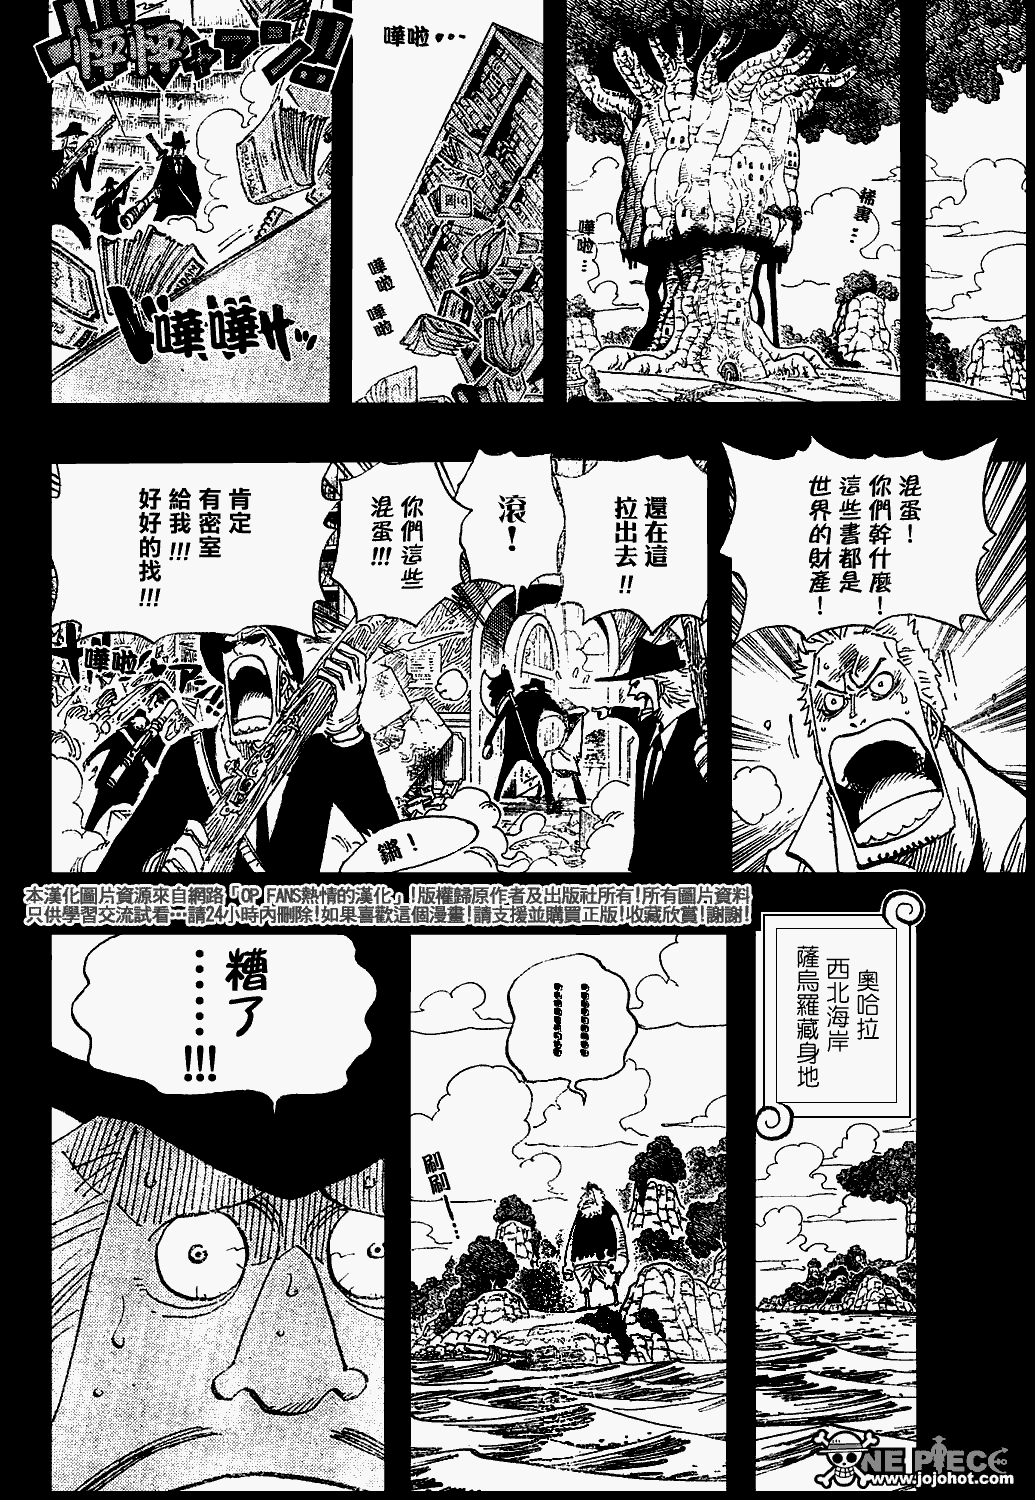 稀裏…
嘩啦…
嘩啦…
嘩啦
嘩啦
嘩嘩
混蛋！
你們幹什麼！
這些書都是
世界的財產！
還在這
拉出去!!
滾！
你們這些
混蛋!!!
肯定
有密室
給我!!!
好好的找!!!
嘩啦
鏘！
本漢化圖片資源來自網路「OP FANS熱情的漢化」!版權歸原作者及出版社所有!所有圖片資料
只供學習交流試看…請24小時內刪除!如果喜歡這個漫畫!請支援並購買正版!收藏欣賞!謝謝!
奧哈拉
西北海岸
薩烏羅藏身地
…………
…………
刷
刷！…
糟了
……!!!
ONE PIECE
www.jojohot.com